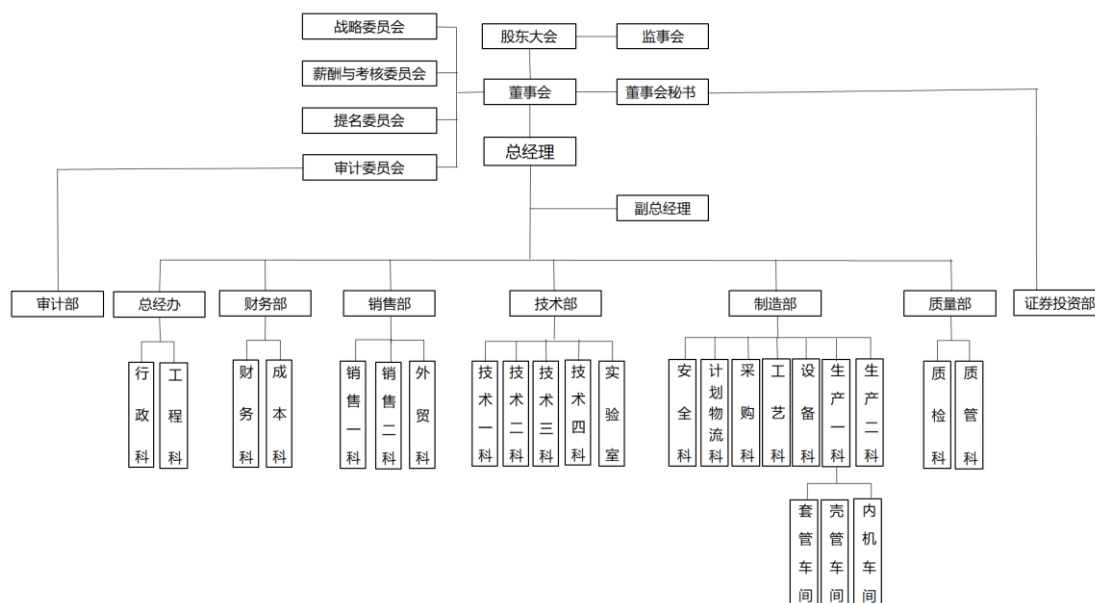 战略委员会
股东大会
监事会
薪酬与考核委员会
董事会
董事会秘书
提名委员会
总经理
审计委员会
副总经理
审计部
总经办
财务部
销售部
技术部
制造部
质量部
证券投资部
行政科
工程科
财务科
成本科
销售一科
销售二科
外贸科
技术一科
技术二科
技术三科
技术四科
实验室
安全科
计划物流科
采购科
工艺科
设备科
生产一科
生产二科
质检科
质管科
套管车间
壳管车间
内机车间